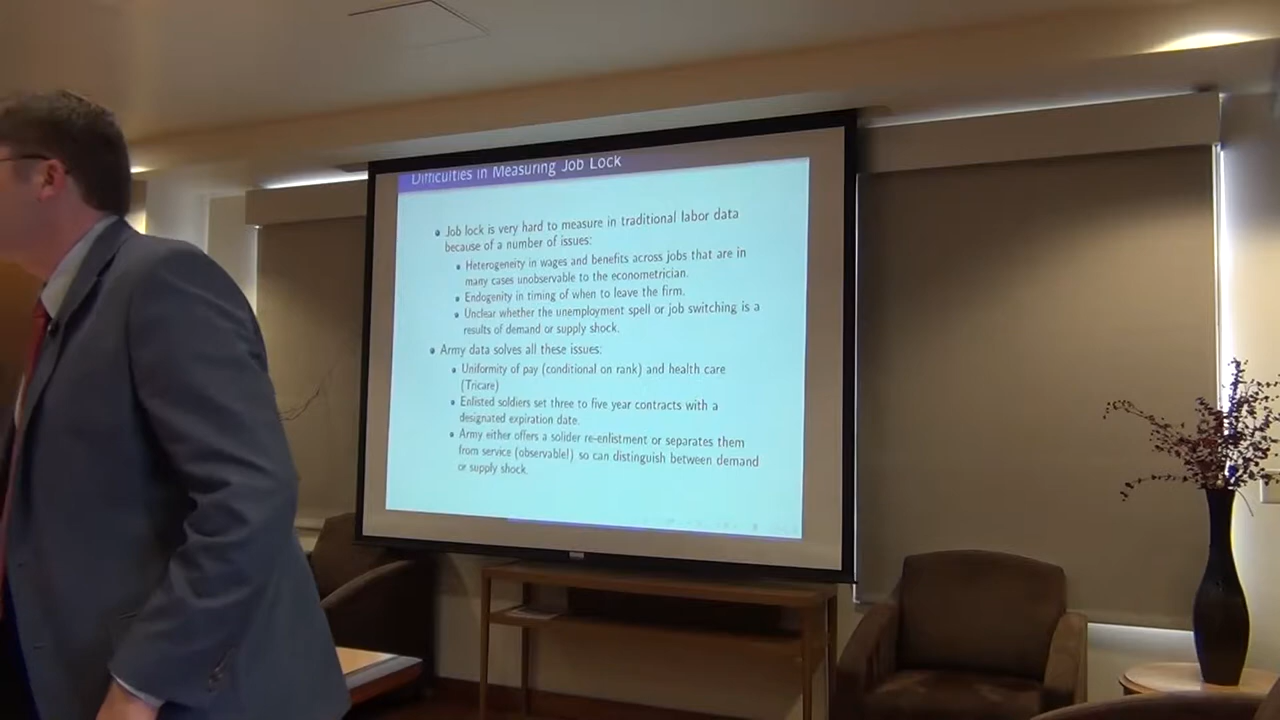 Difficulties in Measuring Job Lock
Job lock is very hard to measure in traditional labor data
because of a number of issues:
Heterogeneity in wages and benefits across jobs that are in
many cases unobservable to the econometrician.
Endogenity in timing of when to leave the firm.
Unclear whether the unemployment spell or job switching is a
results of demand or supply shock.
Army data solves all these issues:
Uniformity of pay (conditional on rank) and health care
(Tricare)
Enlisted soldiers set three to five year contracts with a
designated expiration date.
Army either offers a solider re-enlistment or separates them
from service (observable!) so can distinguish between demand
or supply shock.